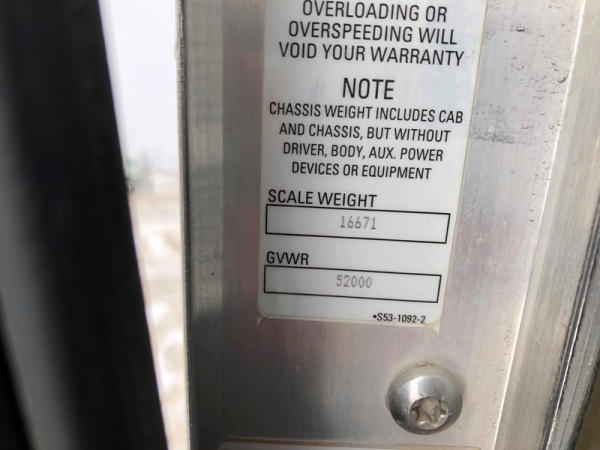 OVERLOADING OR
OVERSPEEDING WILL
VOID YOUR WARRANTY
NOTE
CHASSIS WEIGHT INCLUDES CAB
AND CHASSIS, BUT WITHOUT
DRIVER, BODY, AUX. POWER
DEVICES OR EQUIPMENT
SCALE WEIGHT
16671
GVWR
52000
•S53-1092-2